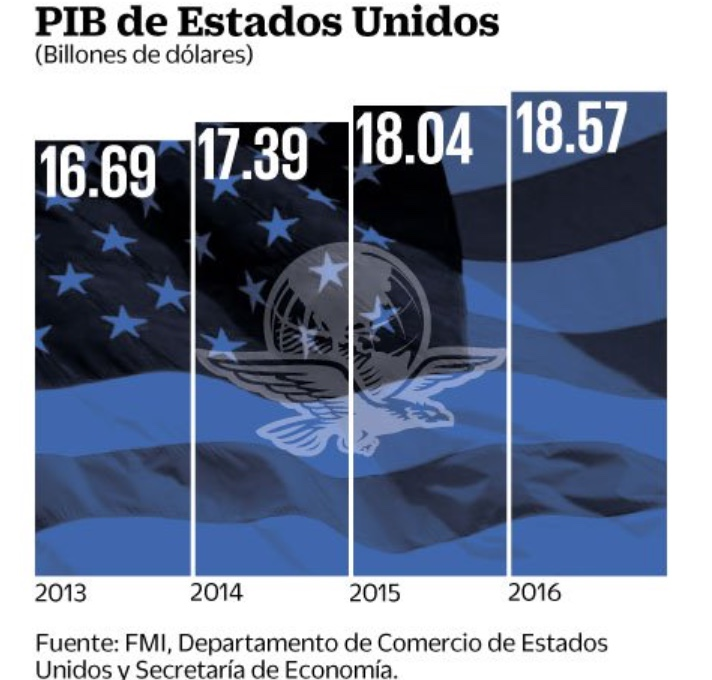 PIB de Estados Unidos
(Billones de dólares)
16.69
17.39
18.04
18.57
2013
2014
2015
2016
Fuente: FMI, Departamento de Comercio de Estados
Unidos y Secretaría de Economía.